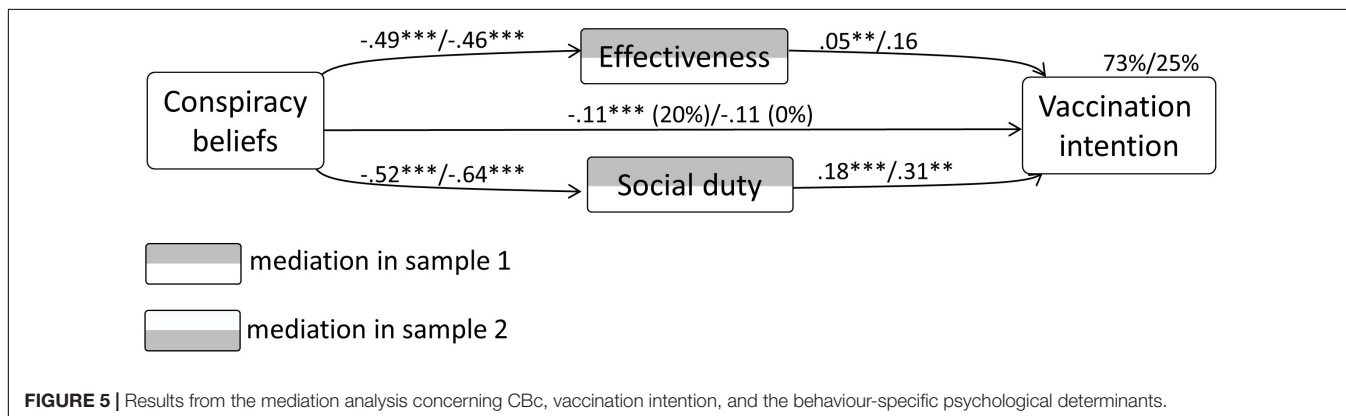 -.49***/-.46***
Effectiveness
.05**/.16
73%/25%
Conspiracy
beliefs
-.11*** (20%)/-.11 (0%)
Vaccination
intention
-.52***/-.64***
Social duty
.18***/.31**
mediation in sample 1
mediation in sample 2
FIGURE 5 | Results from the mediation analysis concerning CBc, vaccination intention, and the behaviour-specific psychological determinants.